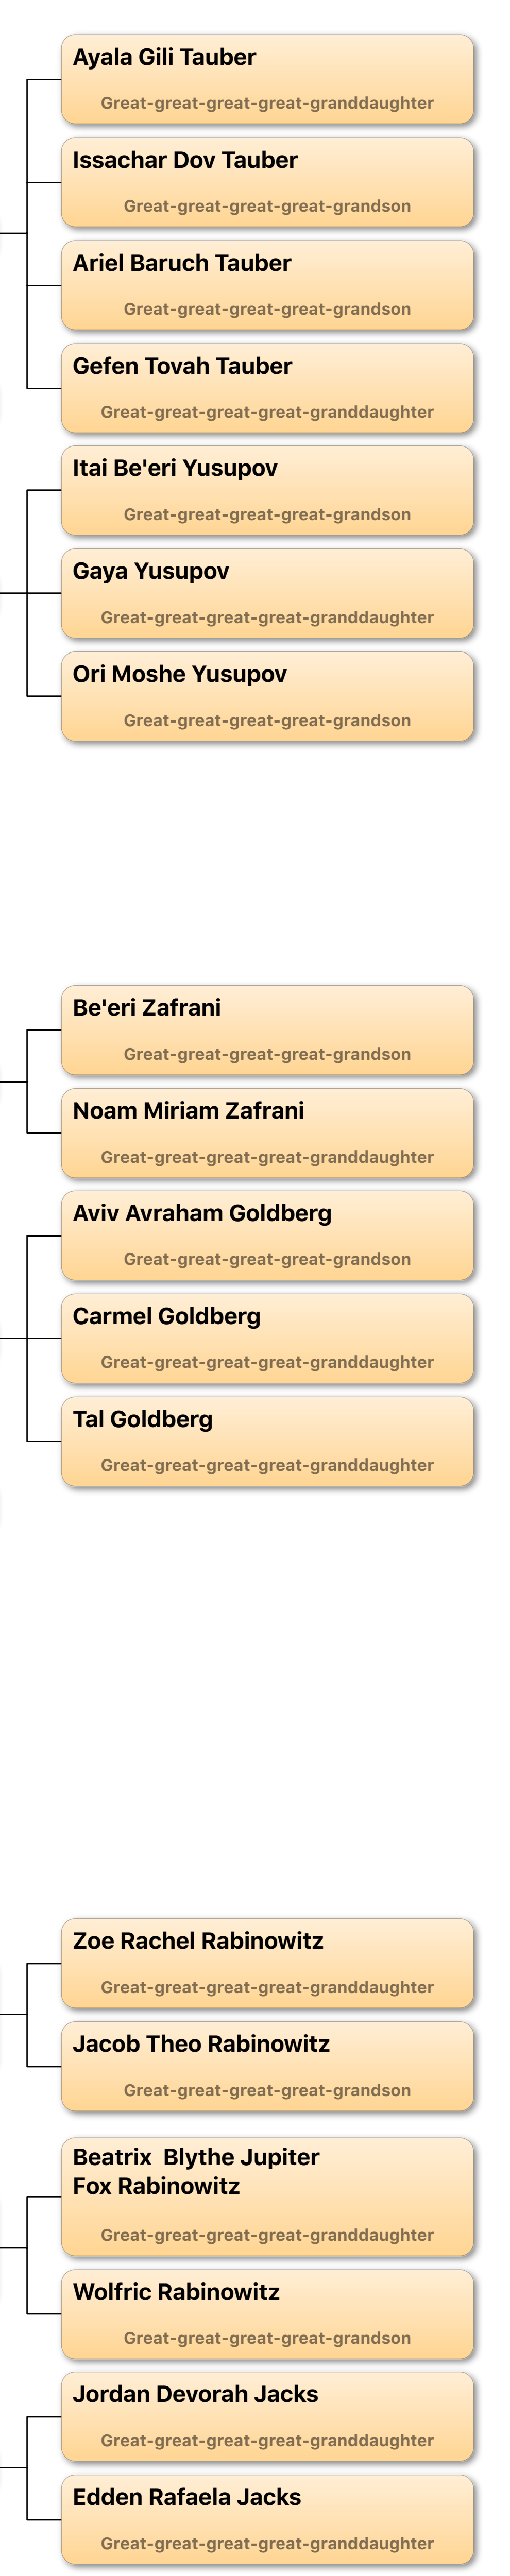 Ayala Gili Tauber
Great-great-great-great-granddaughter
Issachar Dov Tauber
Great-great-great-great-grandson
Ariel Baruch Tauber
Great-great-great-great-grandson
Gefen Tovah Tauber
Great-great-great-great-granddaughter
Itai Be'eri Yusupov
Great-great-great-great-grandson
Gaya Yusupov
Great-great-great-great-granddaughter
Ori Moshe Yusupov
Great-great-great-great-grandson
Be'eri Zafrani
Great-great-great-great-grandson
Noam Miriam Zafrani
Great-great-great-great-granddaughter
Aviv Avraham Goldberg
Great-great-great-great-grandson
Carmel Goldberg
Great-great-great-great-granddaughter
Tal Goldberg
Great-great-great-great-granddaughter
Zoe Rachel Rabinowitz
Great-great-great-great-granddaughter
Jacob Theo Rabinowitz
Great-great-great-great-grandson
Beatrix  Blythe Jupiter
Fox Rabinowitz
Great-great-great-great-granddaughter
Wolfric Rabinowitz
Great-great-great-great-grandson
Jordan Devorah Jacks
Great-great-great-great-granddaughter
Edden Rafaela Jacks
Great-great-great-great-granddaughter